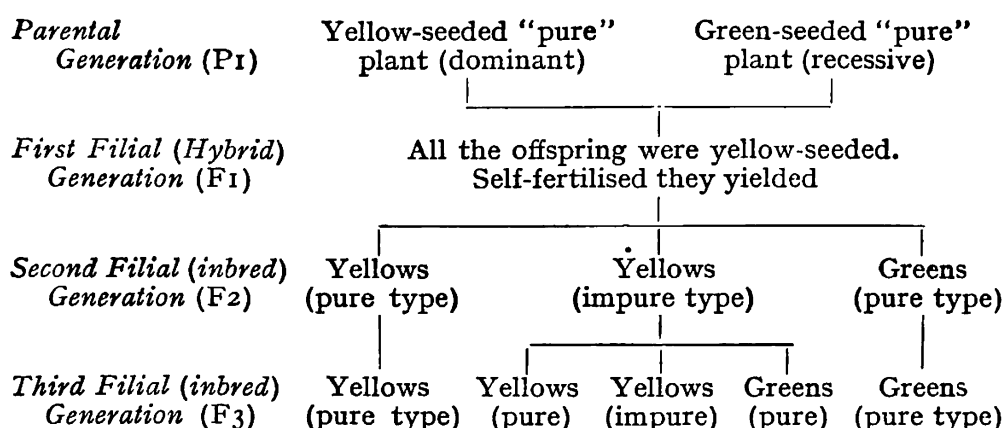 Parental Yellow-seeded “pure” Green-seeded “pure”
Generation (P1) plant (dominant) plant (recessive)
First Filial (Hybrid) All the offspring were yellow-seeded.
Generation (F1) Self-fertilised they yielded
Second Filial (inbred) Yellows Yellows Greens
Generation (F2) (pure type) (impure type) (pure type)
Third Filial (inbred) Yellows Yellows Yellows Greens Greens
Generation (F3) (pure type) (pure) (impure) (pure) (pure type)